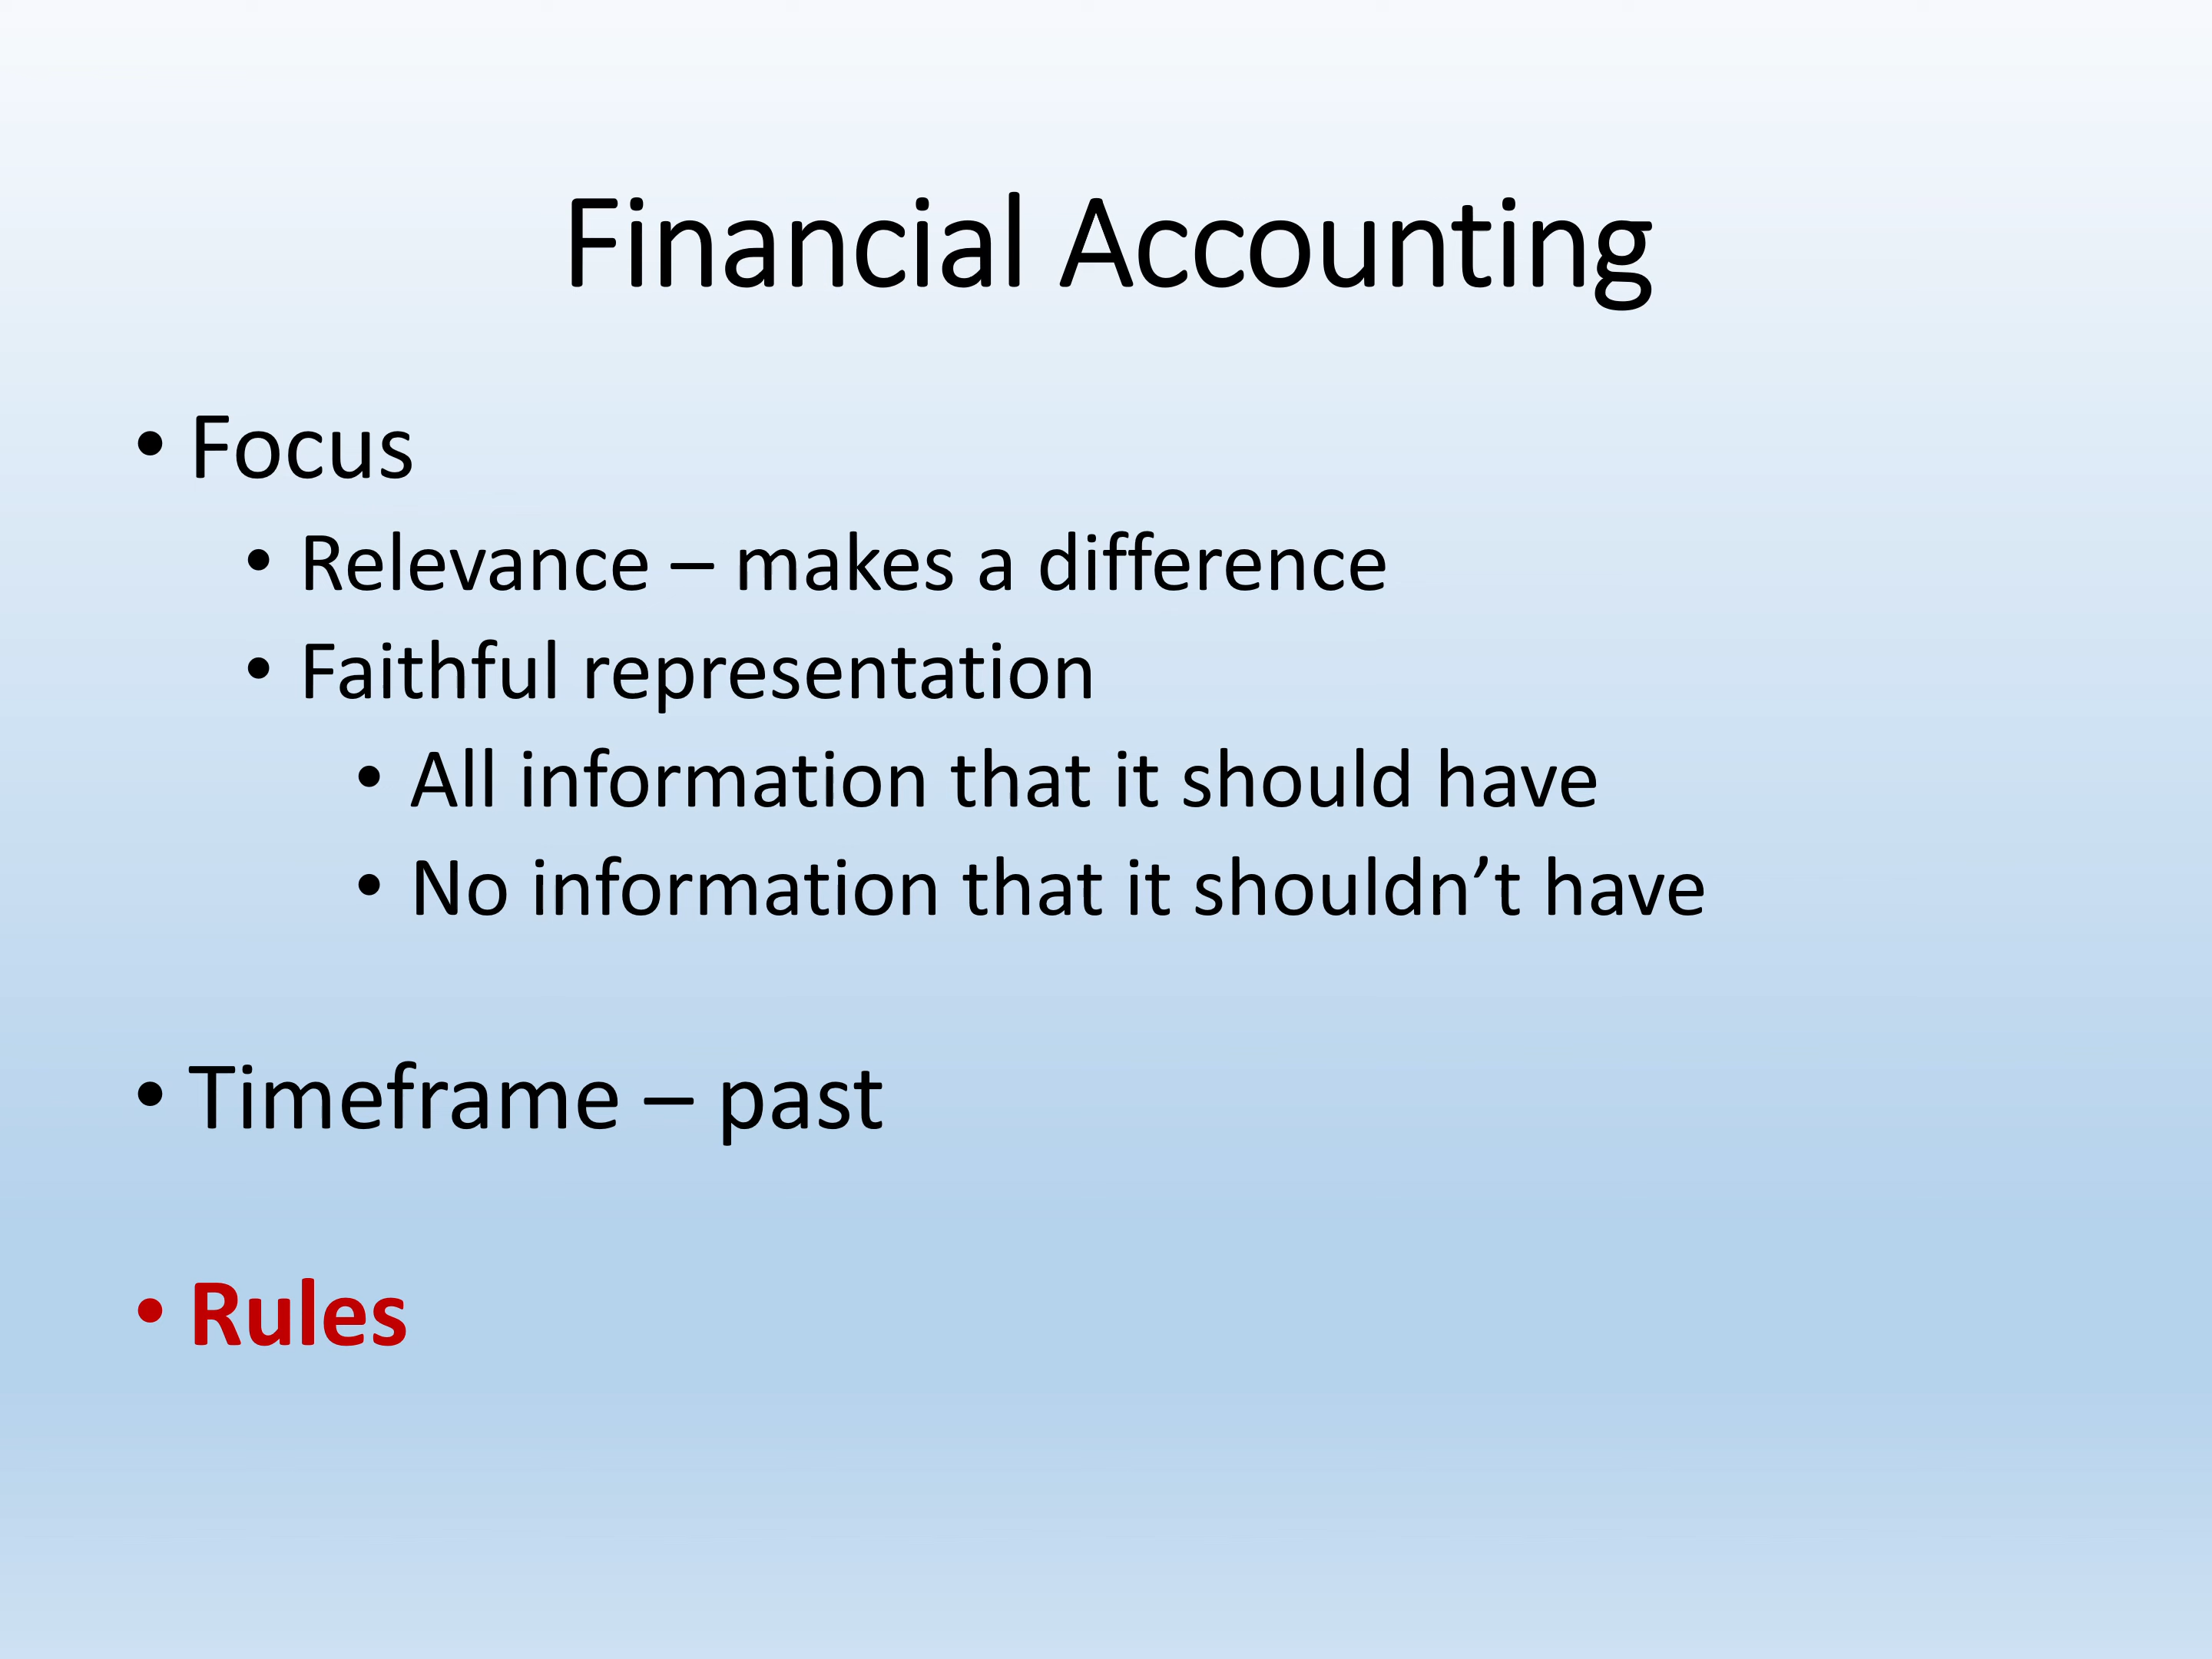 Financial Accounting
• Focus
• Relevance – makes a difference
• Faithful representation
• All information that it should have
• No information that it shouldn’t have
• Timeframe – past
• Rules